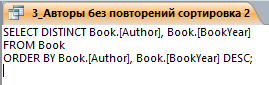 3_Авторы без повторений сортировка 2
SELECT DISTINCT Book.[Author], Book.[BookYear]
FROM Book
ORDER BY Book.[Author], Book.[BookYear] DESC;